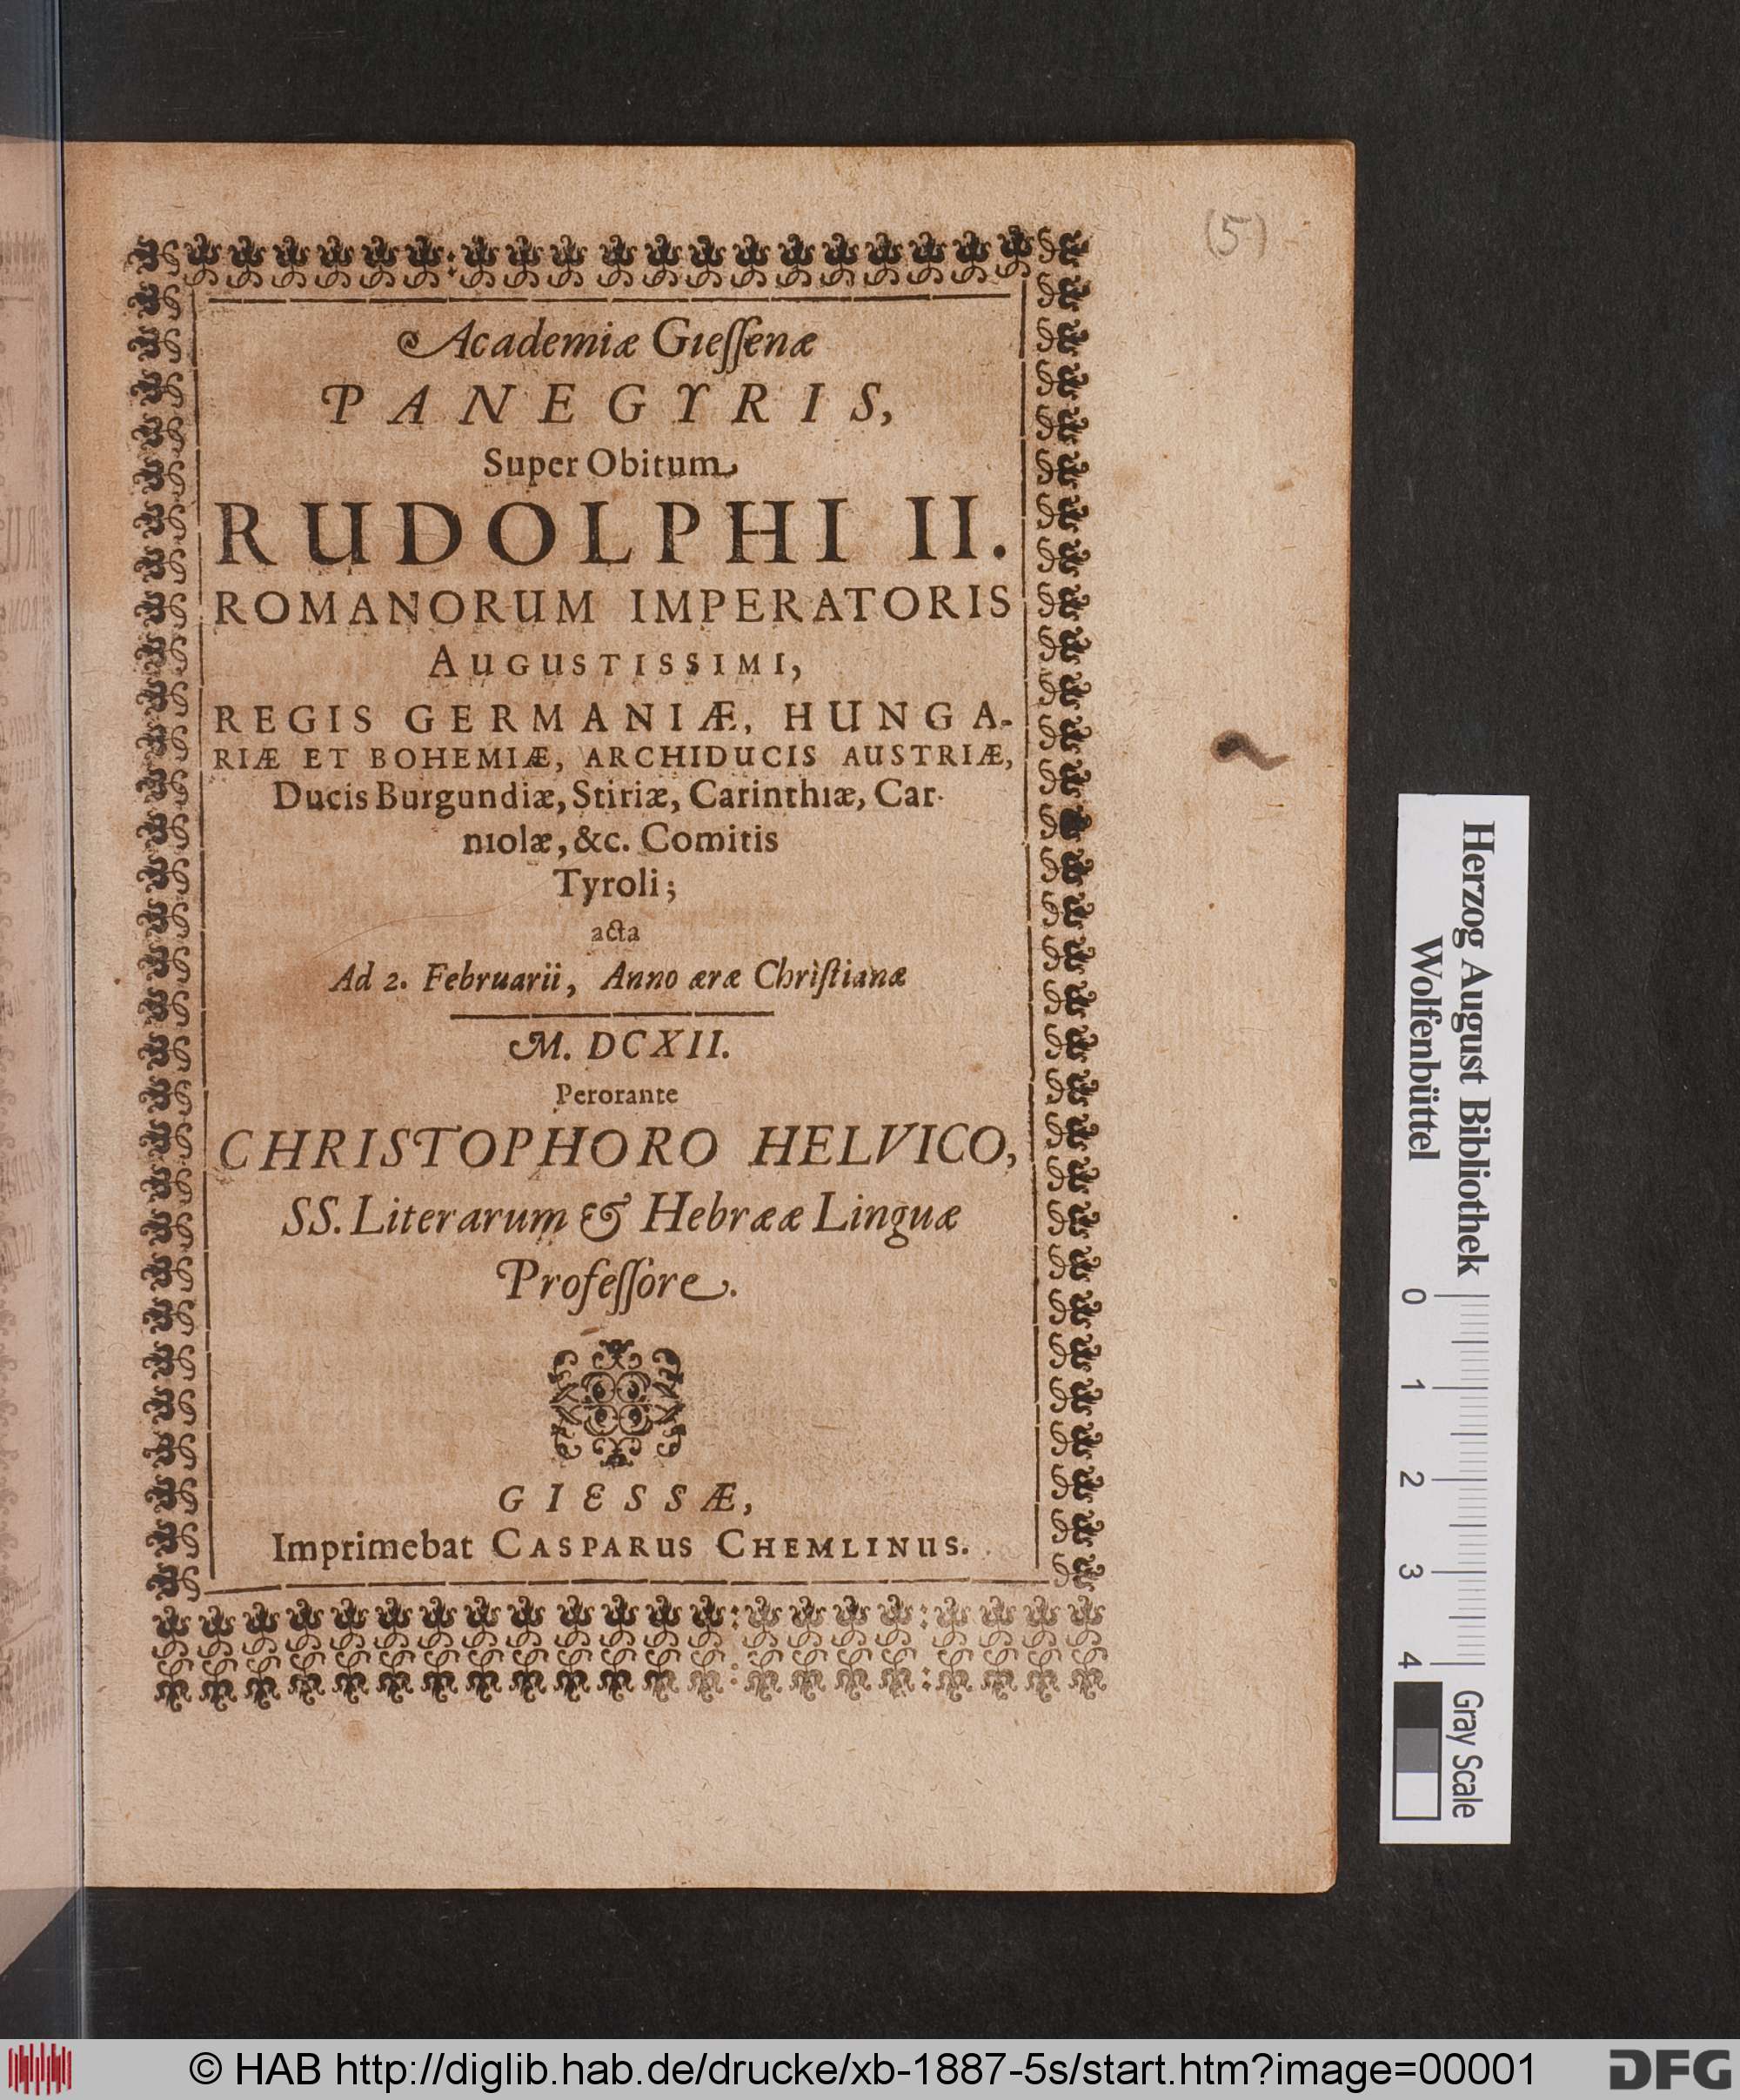 (5)
Academiæ Gieſſenæ
PANEGYRIS,
Super Obitum
RUDOLPHI II.
ROMANORUM IMPERATORIS
AUGUSTISSIMI,
REGIS GERMANIÆ, HUNGA-
RIÆ ET BOHEMIÆ, ARCHIDUCIS AUSTRIÆ,
Ducis Burgundiæ, Stiriæ, Carinthiæ, Car-
niolæ, &c. Comitis
Tyroli;
acta
Ad 2. Februarii, Anno æræ Chriſtianæ
M. DCXII.
Perorante
CHRISTOPHORO HELVICO,
SS. Literarum & Hebrææ Linguæ
Profeſſore.
GIESSÆ,
Imprimebat CASPARUS CHEMLINUS.
Herzog August Bibliothek
Wolfenbüttel
0 1 2 3 4
Gray Scale
© HAB http://diglib.hab.de/drucke/xb-1887-5s/start.htm?image=00001
DFG